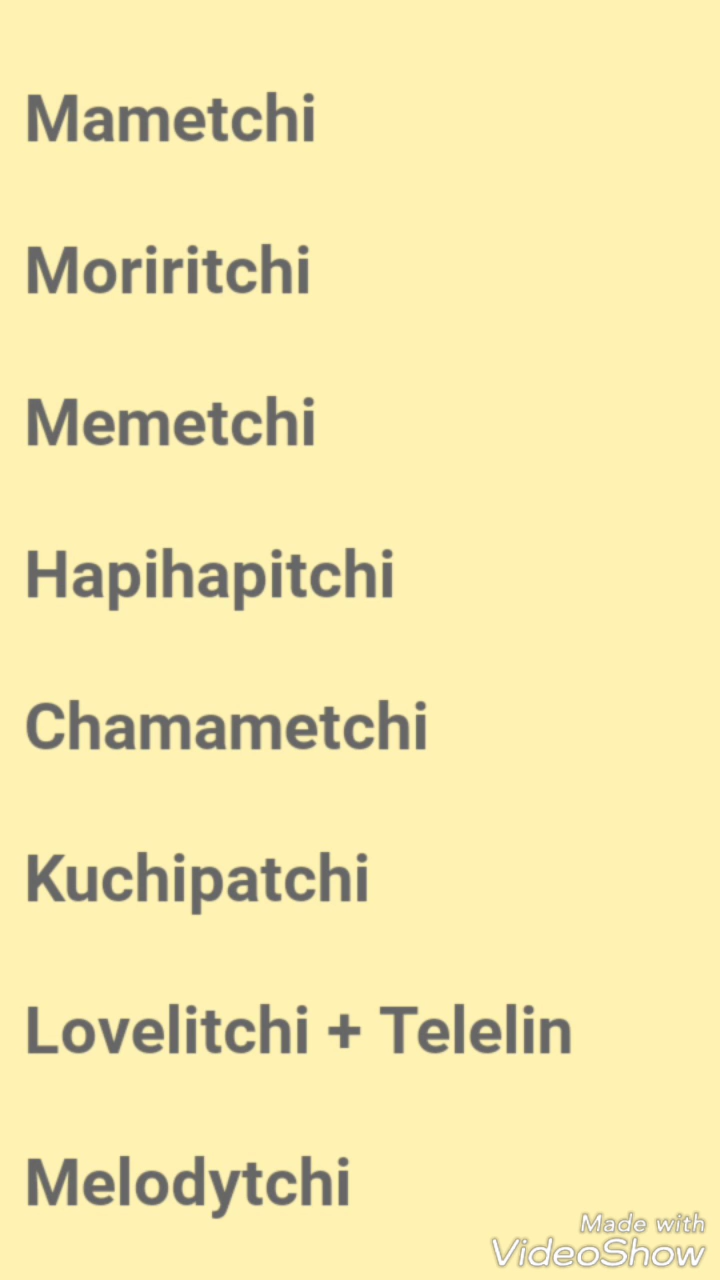 Mametchi
Moriritchi
Memetchi
Hapihapitchi
Chamametchi
Kuchipatchi
Lovelitchi + Telelin
Melodytchi
Made with
VideoShow